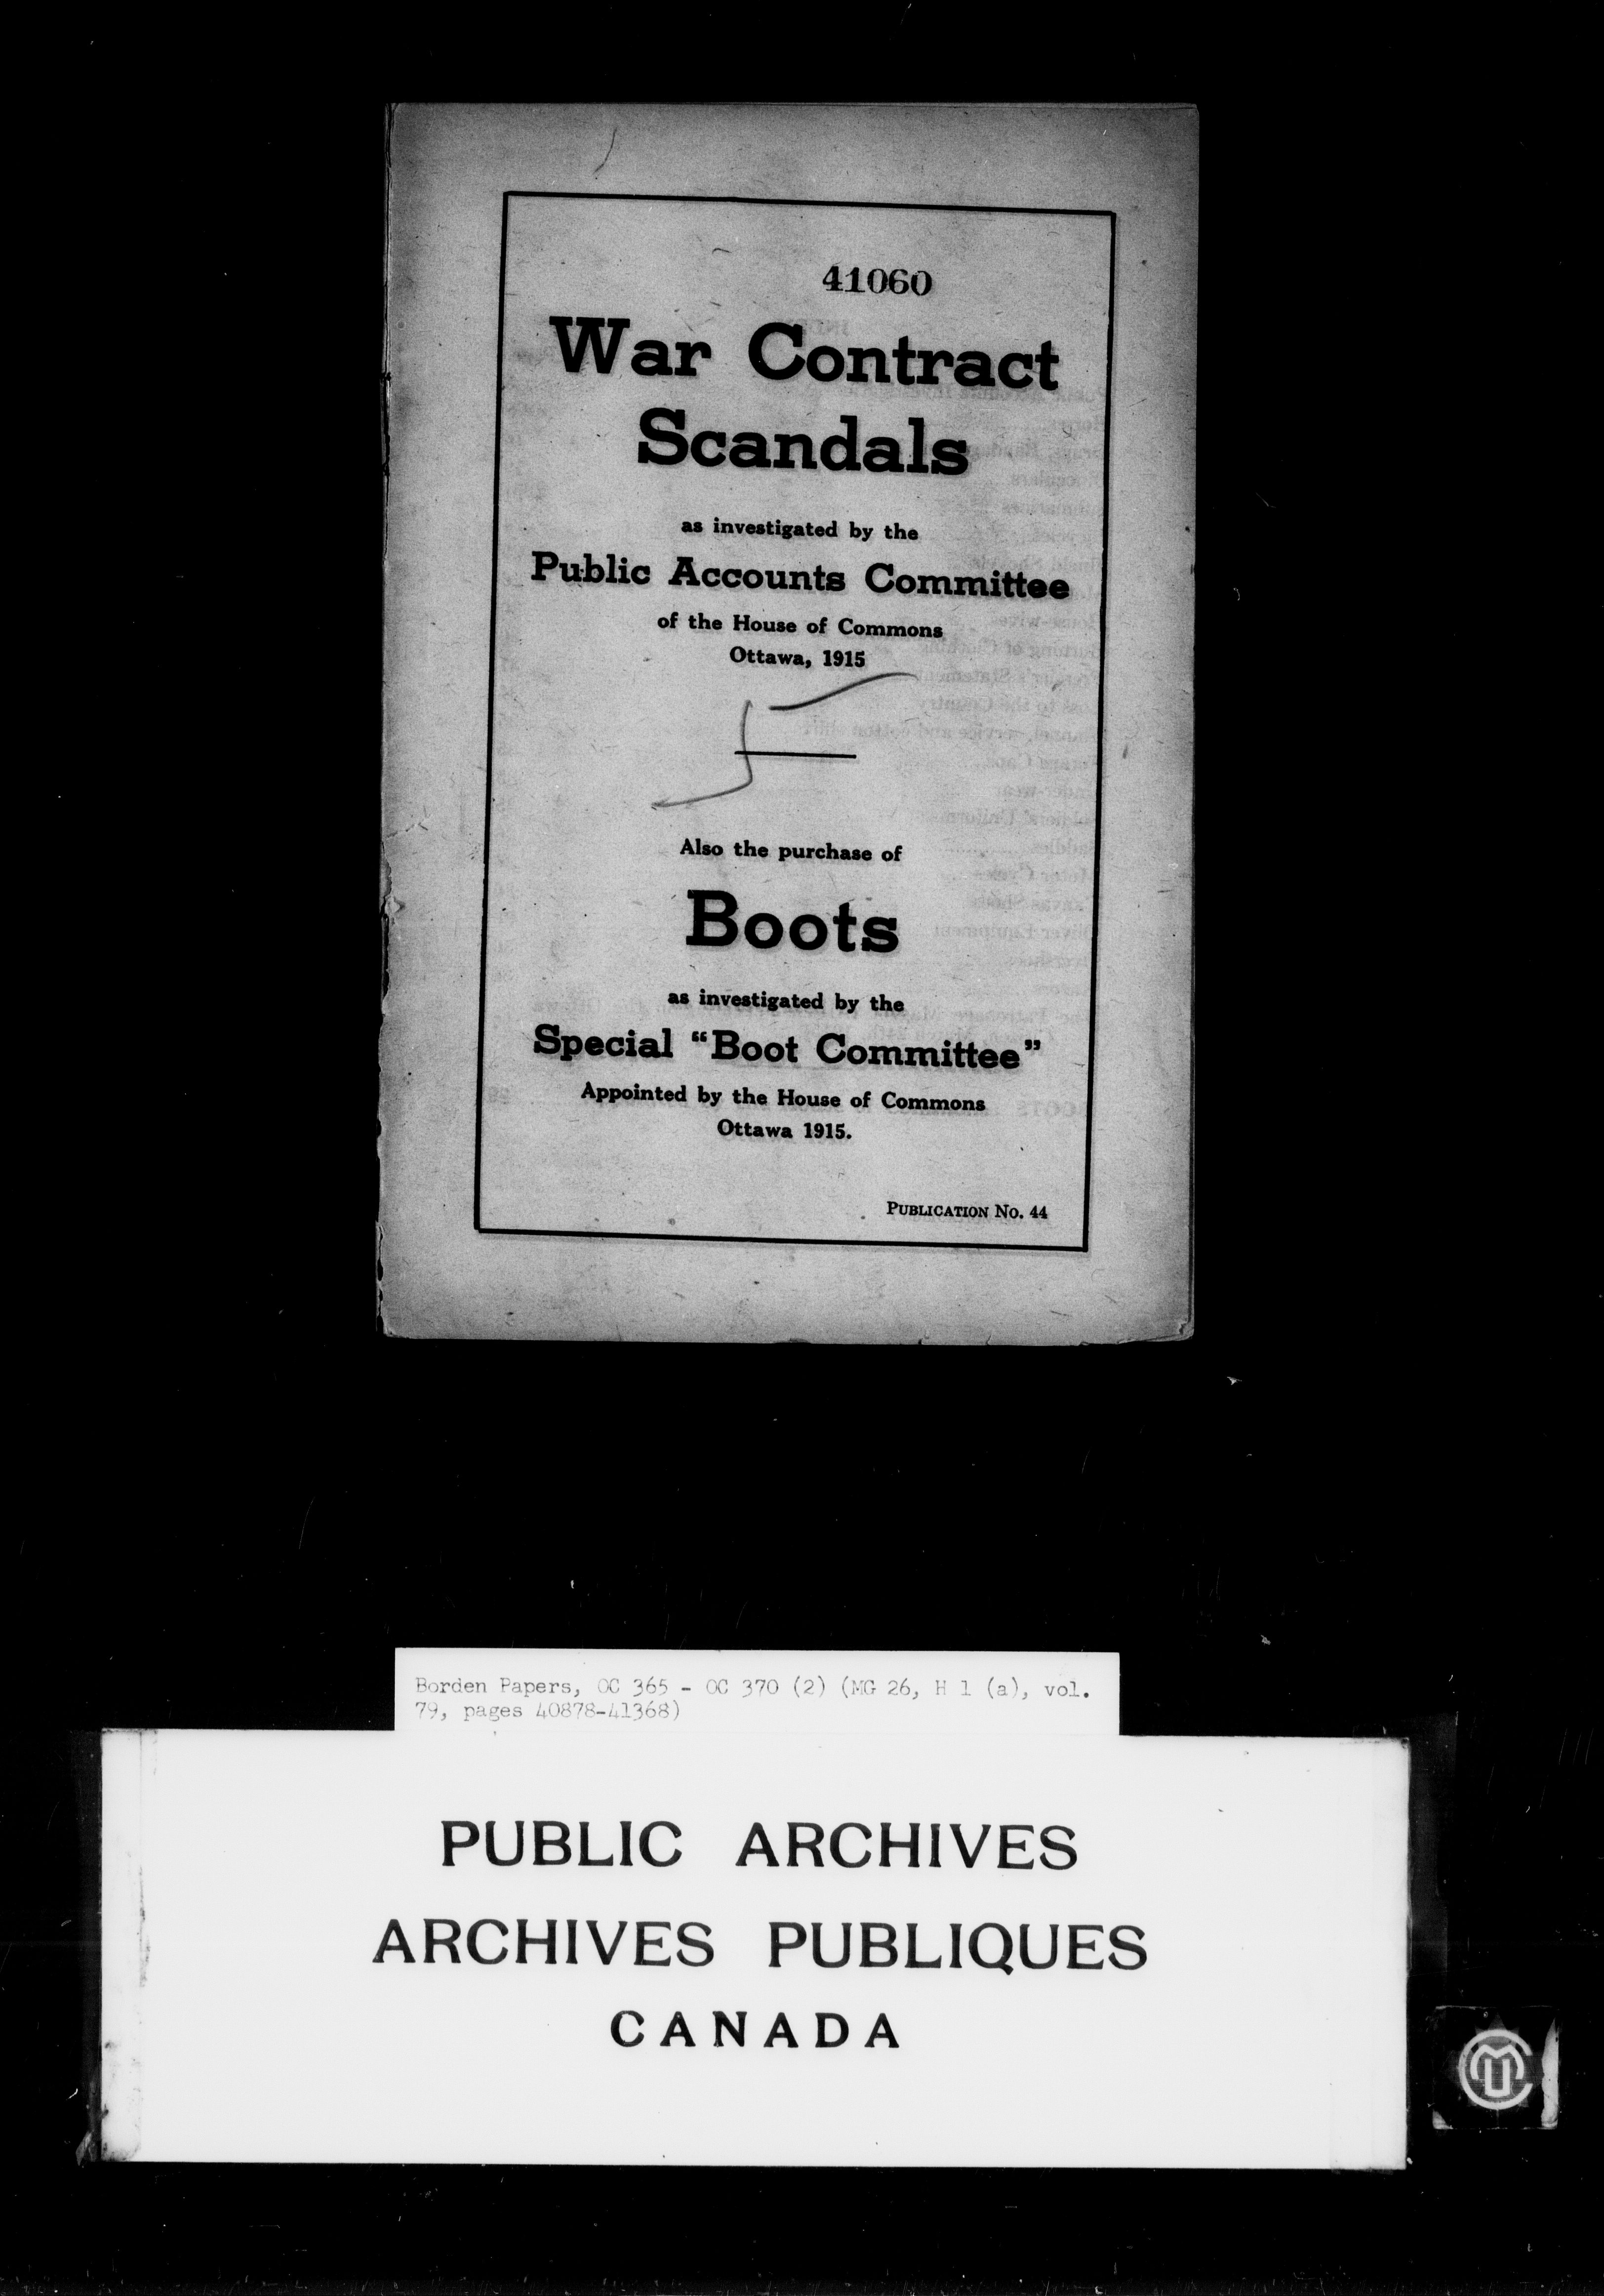 41060
War Contract
Scandals
as investigated by the
Public Accounts Committee
of the House of Commons
Ottawa, 1915
5
Also the purchase of
Boots
as investigated by the
Special “Boot Committee”
Appointed by the House of Commons
Ottawa 1915.
PUBLICATION NO. 44
Borden Papers, OC 365 - OC 370 (2) (MG 26, H 1 (a), vol.
79, pages 40878-41368)
PUBLIC ARCHIVES
ARCHIVES PUBLIQUES
CANADA